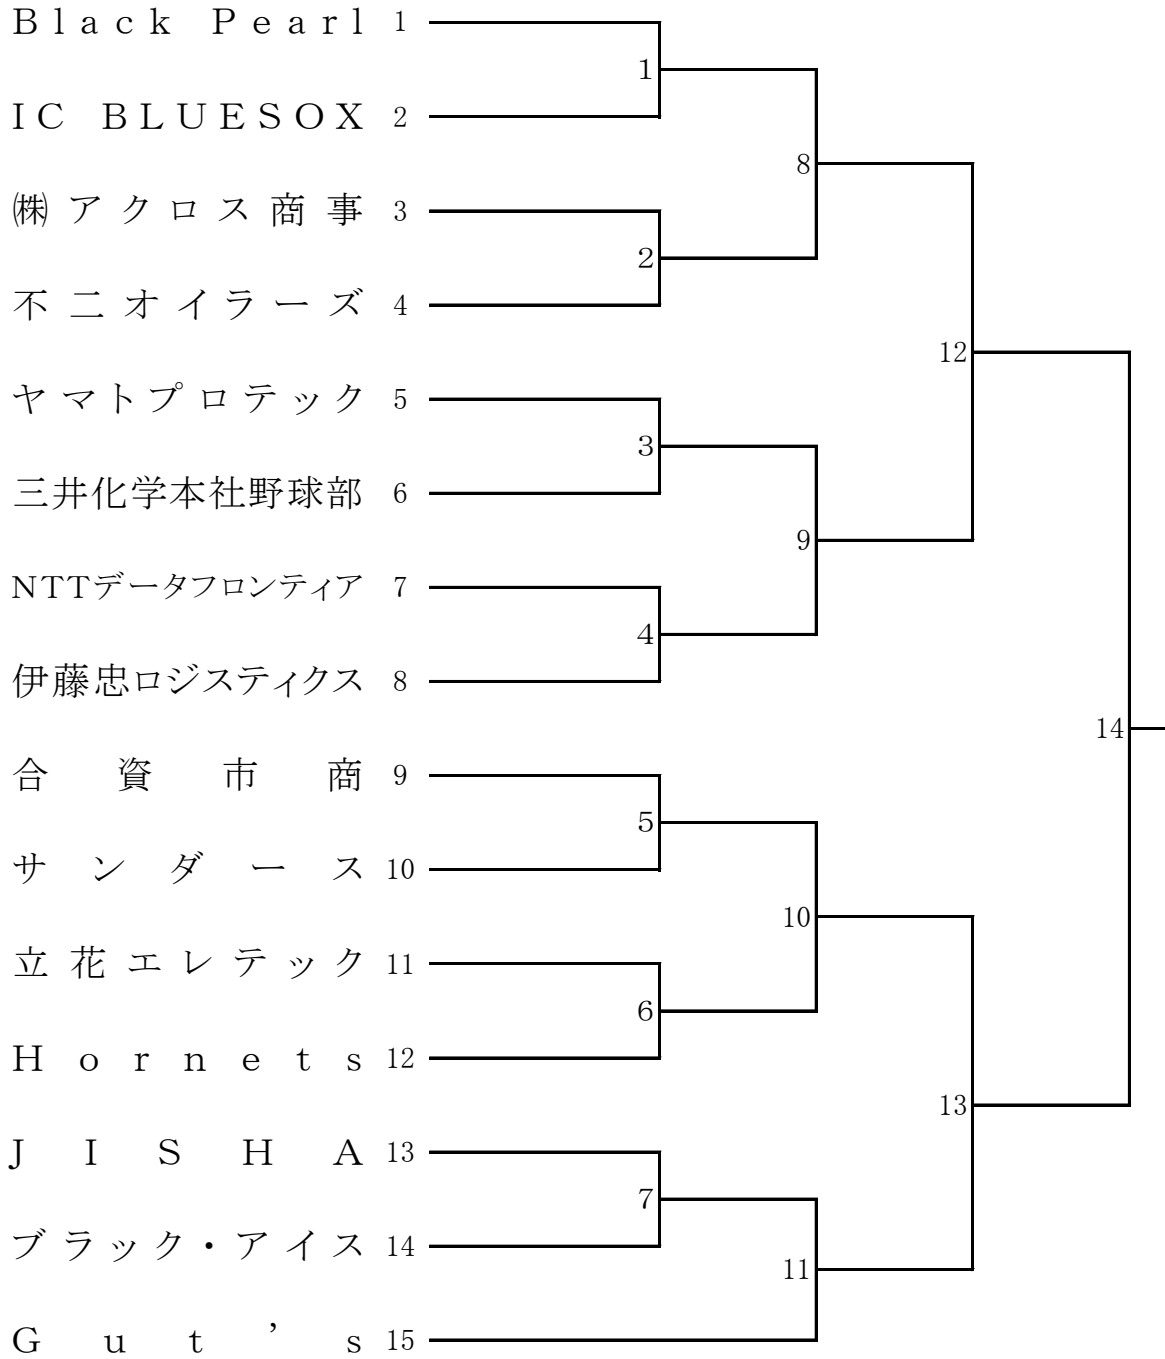 Black Pearl 1
1
IC BLUESOX 2
8
㈱アクロス商事 3
2
不二オイラーズ 4
12
ヤマトプロテック 5
3
三井化学本社野球部 6
9
NTTデータフロンティア 7
4
伊藤忠ロジスティクス 8
14
合資市商 9
5
サンダース 10
10
立花エレテック 11
6
Hornets 12
13
JISHA 13
7
ブラック・アイス 14
11
Gut’s 15